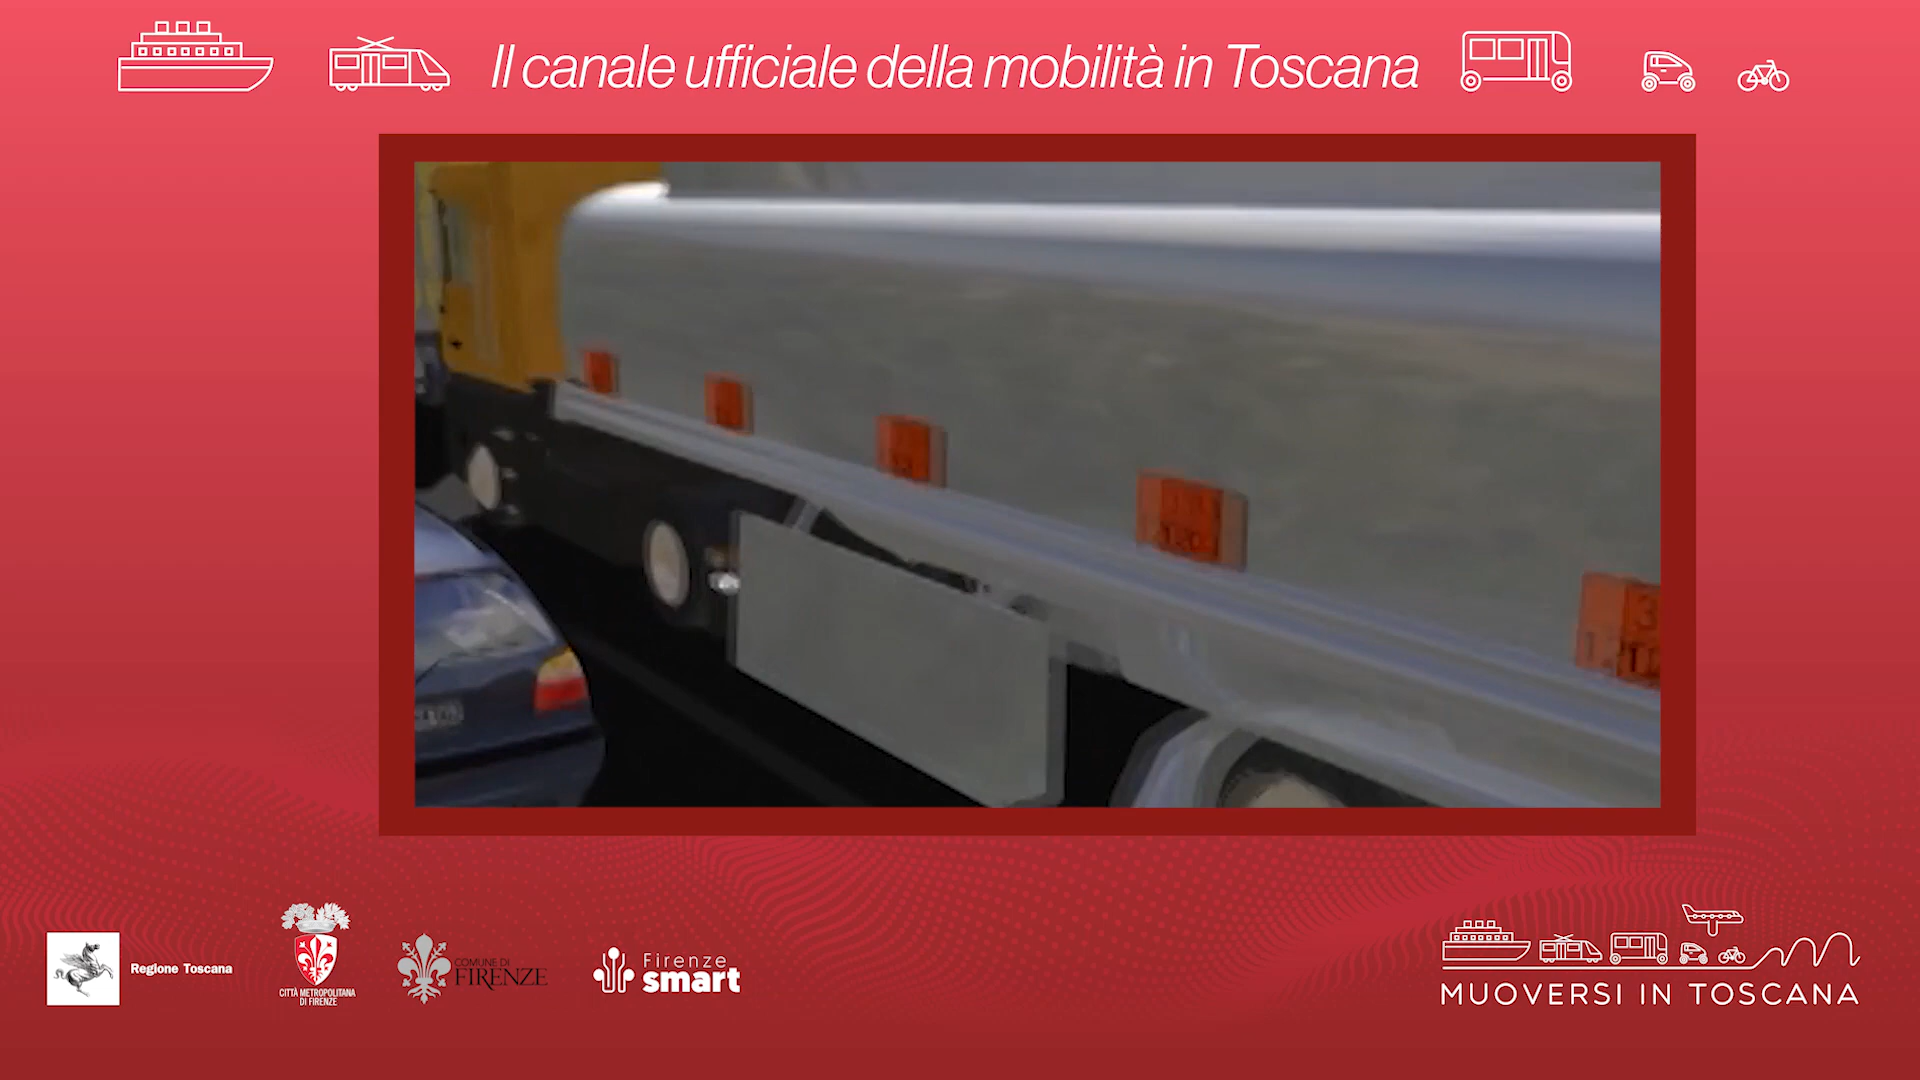 Il canale ufficiale della mobilità in Toscana
Regione Toscana
CITTÀ METROPOLITANA
DI FIRENZE
COMUNE DI
FIRENZE
Firenze
smart
MUOVERSI IN TOSCANA